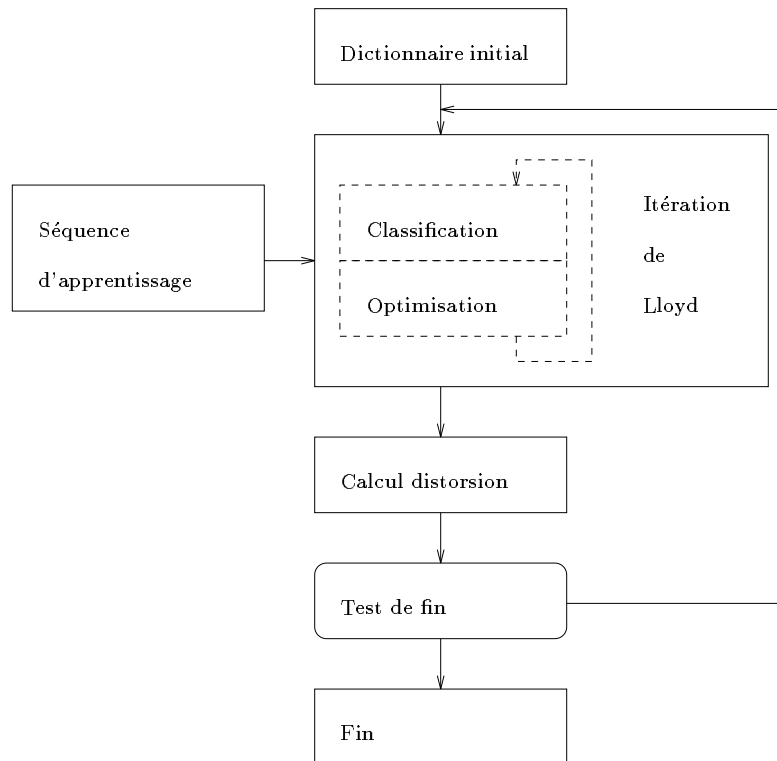 Dictionnaire initial
Séquence
d'apprentissage
Classification
Optimisation
Itération
de
Lloyd
Calcul distorsion
Test de fin
Fin